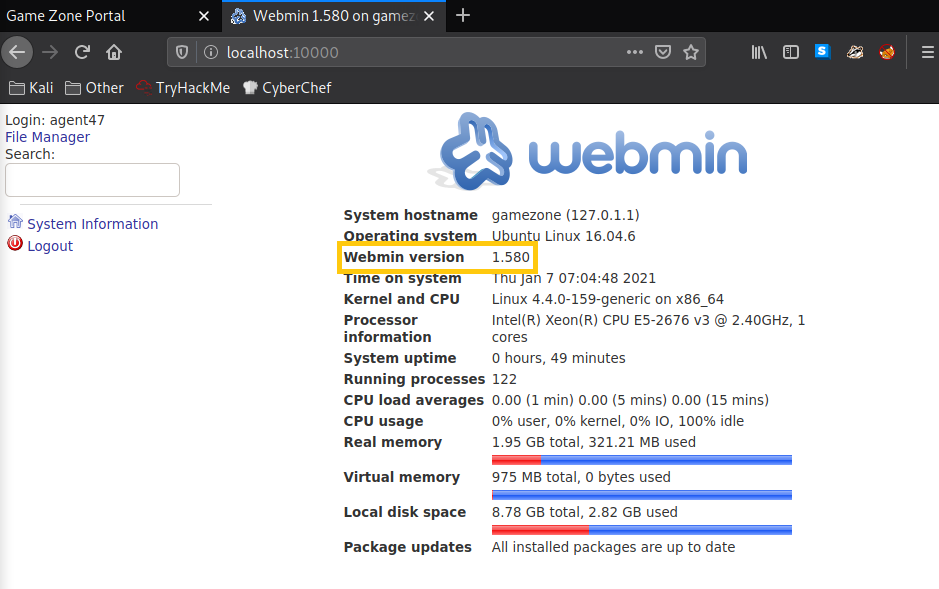 Game Zone Portal
Webmin 1.580 on gamez
localhost:10000
Kali
Other
TryHackMe
CyberChef
Login: agent47
File Manager
Search:
System Information
Logout
webmin
System hostname gamezone (127.0.1.1)
Operating system Ubuntu Linux 16.04.6
Webmin version 1.580
Time on system Thu Jan 7 07:04:48 2021
Kernel and CPU Linux 4.4.0-159-generic on x86_64
Processor information Intel(R) Xeon(R) CPU E5-2676 v3 @ 2.40GHz, 1 cores
System uptime 0 hours, 49 minutes
Running processes 122
CPU load averages 0.00 (1 min) 0.00 (5 mins) 0.00 (15 mins)
CPU usage 0% user, 0% kernel, 0% IO, 100% idle
Real memory 1.95 GB total, 321.21 MB used
Virtual memory 975 MB total, 0 bytes used
Local disk space 8.78 GB total, 2.82 GB used
Package updates All installed packages are up to date